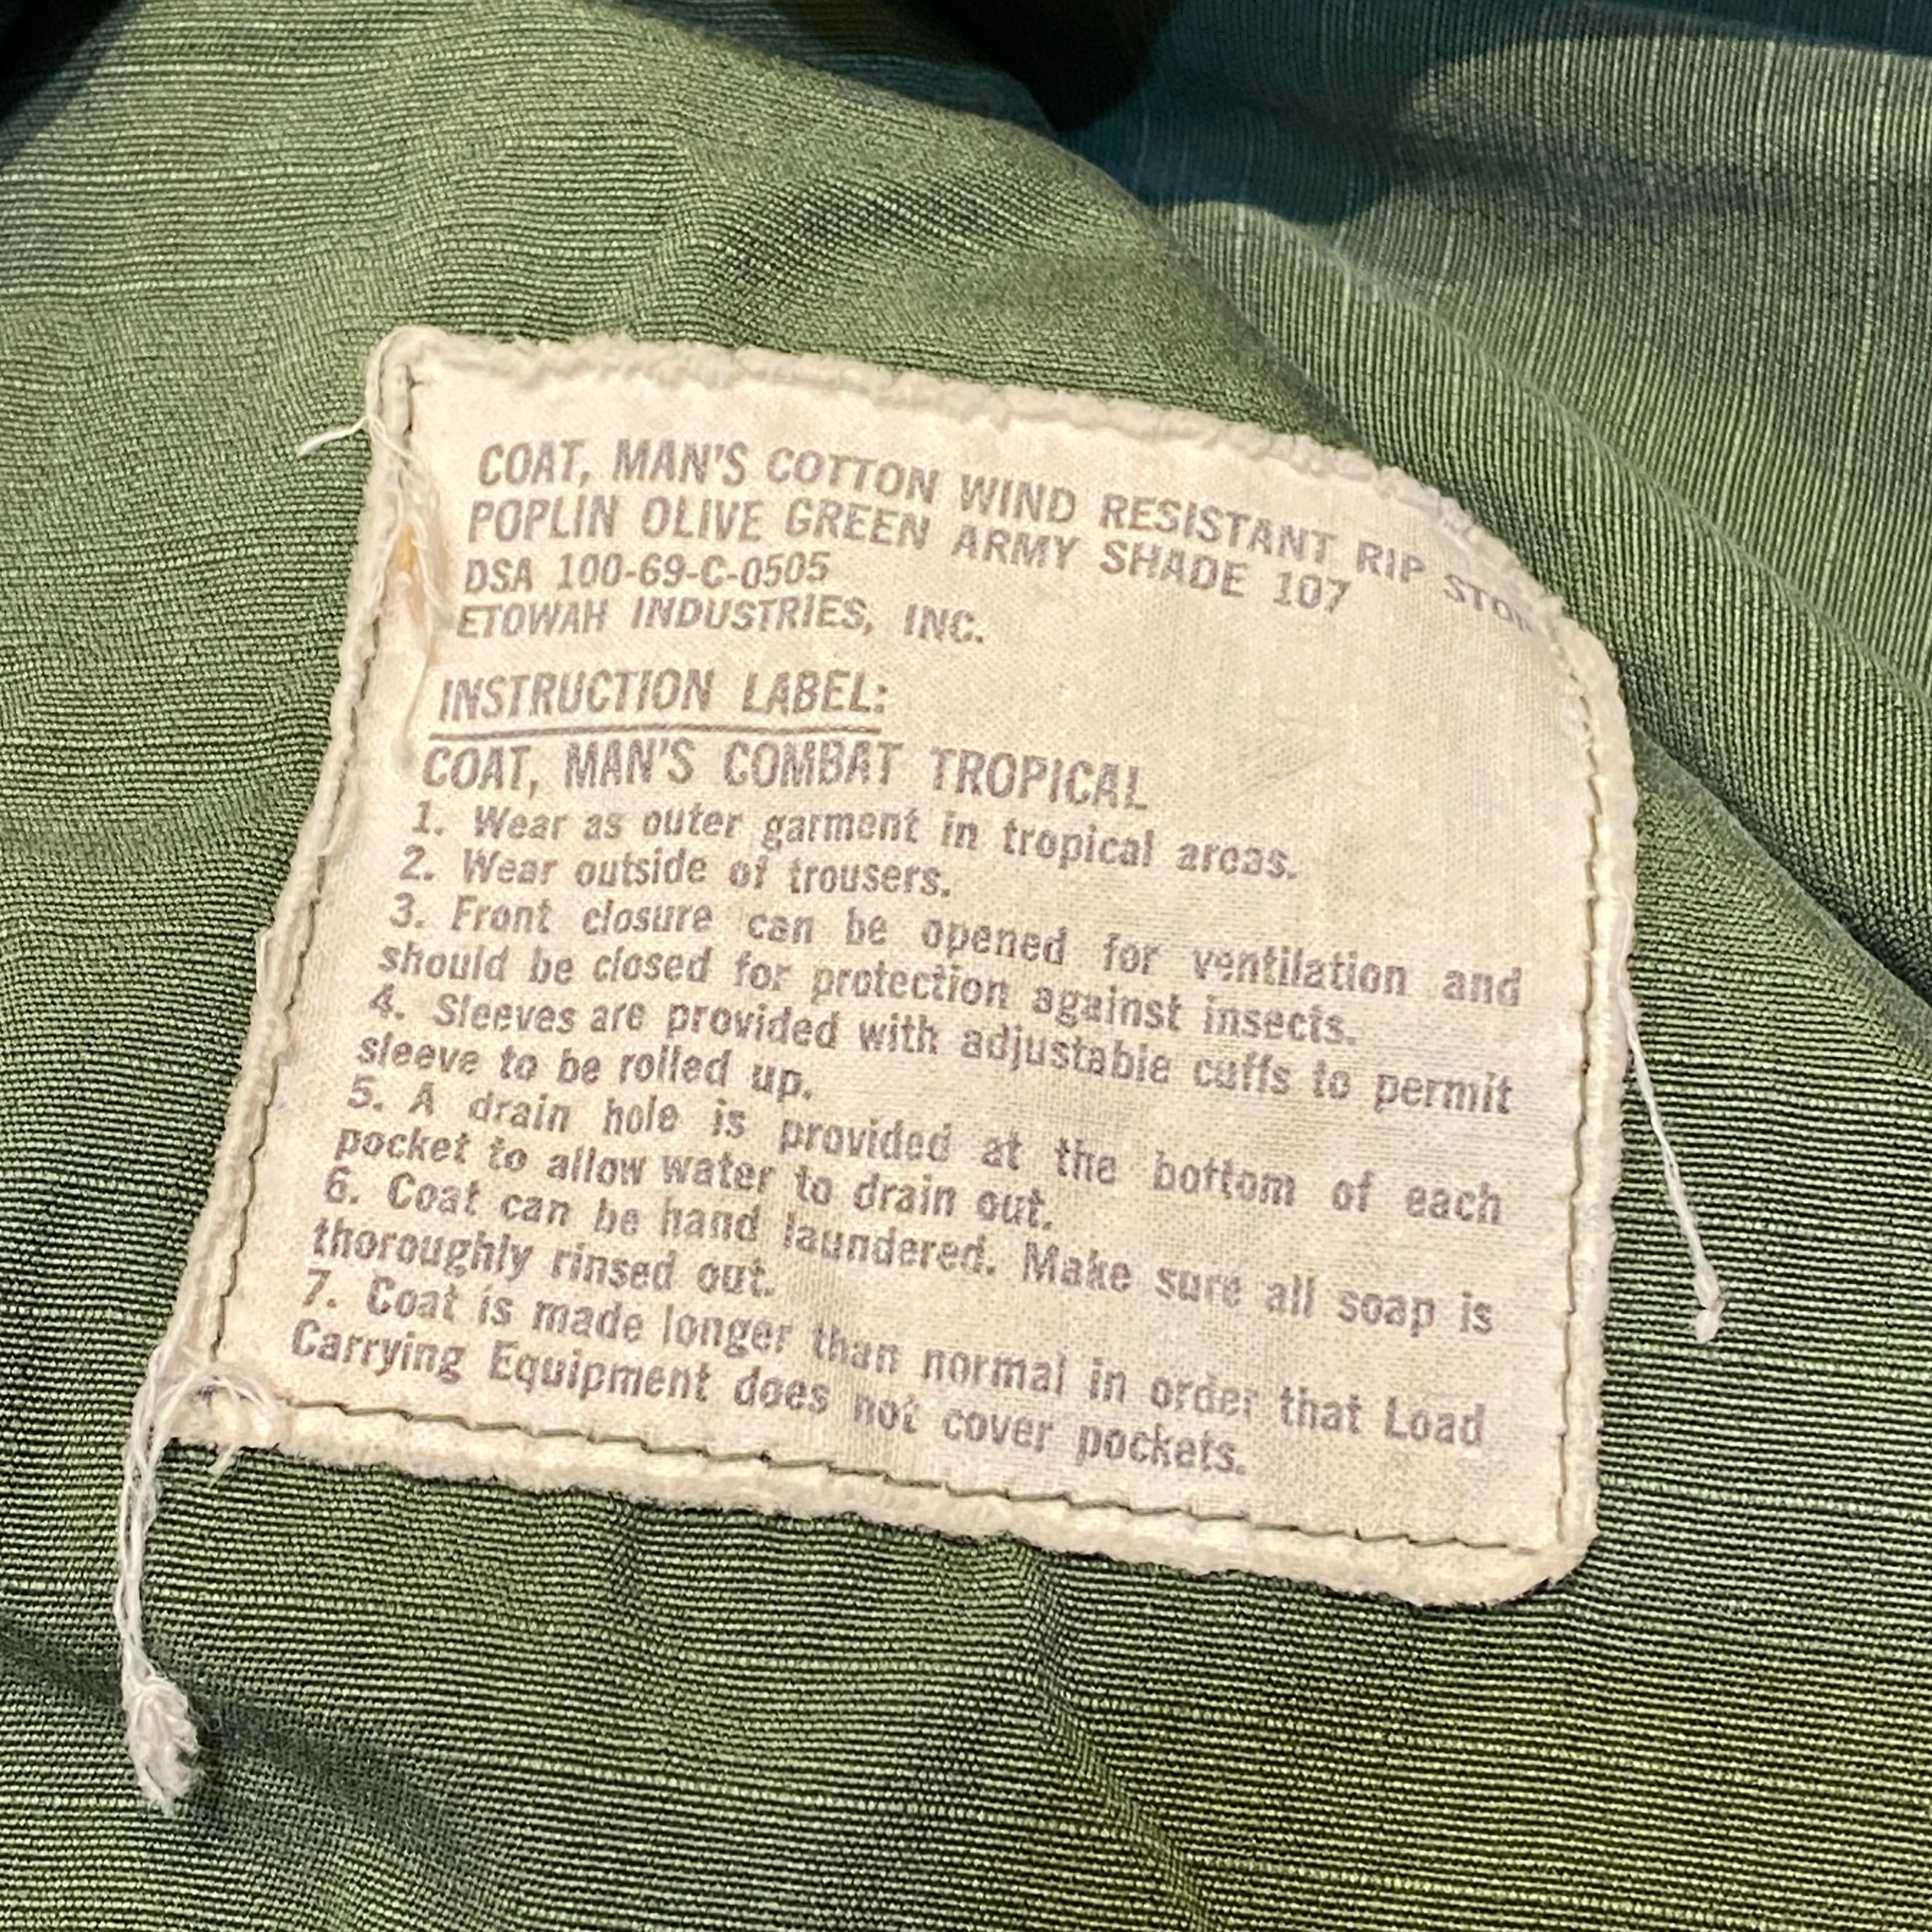 COAT, MAN'S COTTON WIND RESISTANT RIP STOP
POPLIN OLIVE GREEN ARMY SHADE 107
DSA 100-69-C-0505
ETOWAH INDUSTRIES, INC.
INSTRUCTION LABEL:
COAT, MAN'S COMBAT TROPICAL
1. Wear as outer garment in tropical areas.
2. Wear outside of trousers.
3. Front closure can be opened for ventilation and
should be closed for protection against insects.
4. Sleeves are provided with adjustable cuffs to permit
sleeve to be rolled up.
5. A drain hole is provided at the bottom of each
pocket to allow water to drain out.
6. Coat can be hand laundered. Make sure all soap is
thoroughly rinsed out.
7. Coat is made longer than normal in order that Load
Carrying Equipment does not cover pockets.